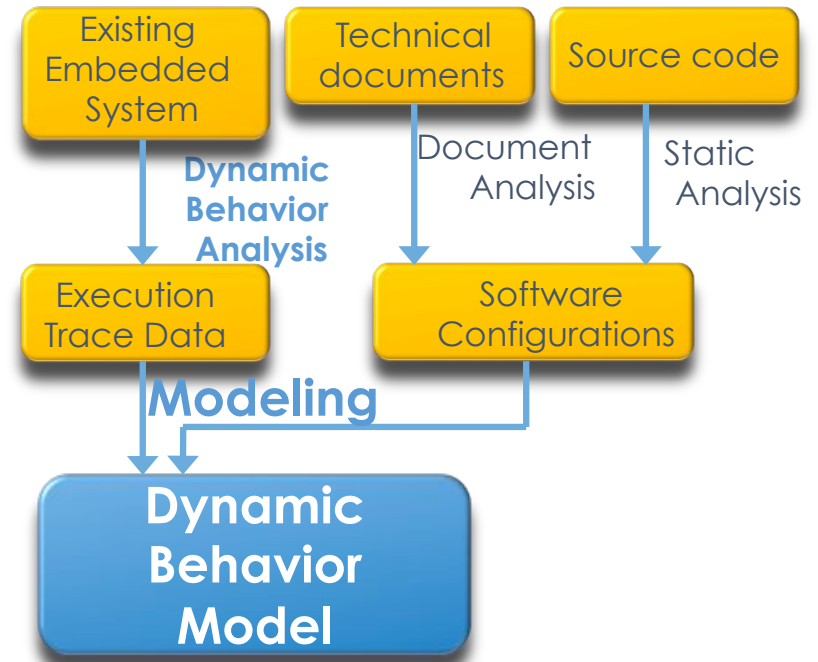 Existing
Embedded
System
Technical
documents
Source code
Dynamic
Behavior
Analysis
Document
Analysis
Static
Analysis
Execution
Trace Data
Software
Configurations
Modeling
Dynamic
Behavior
Model